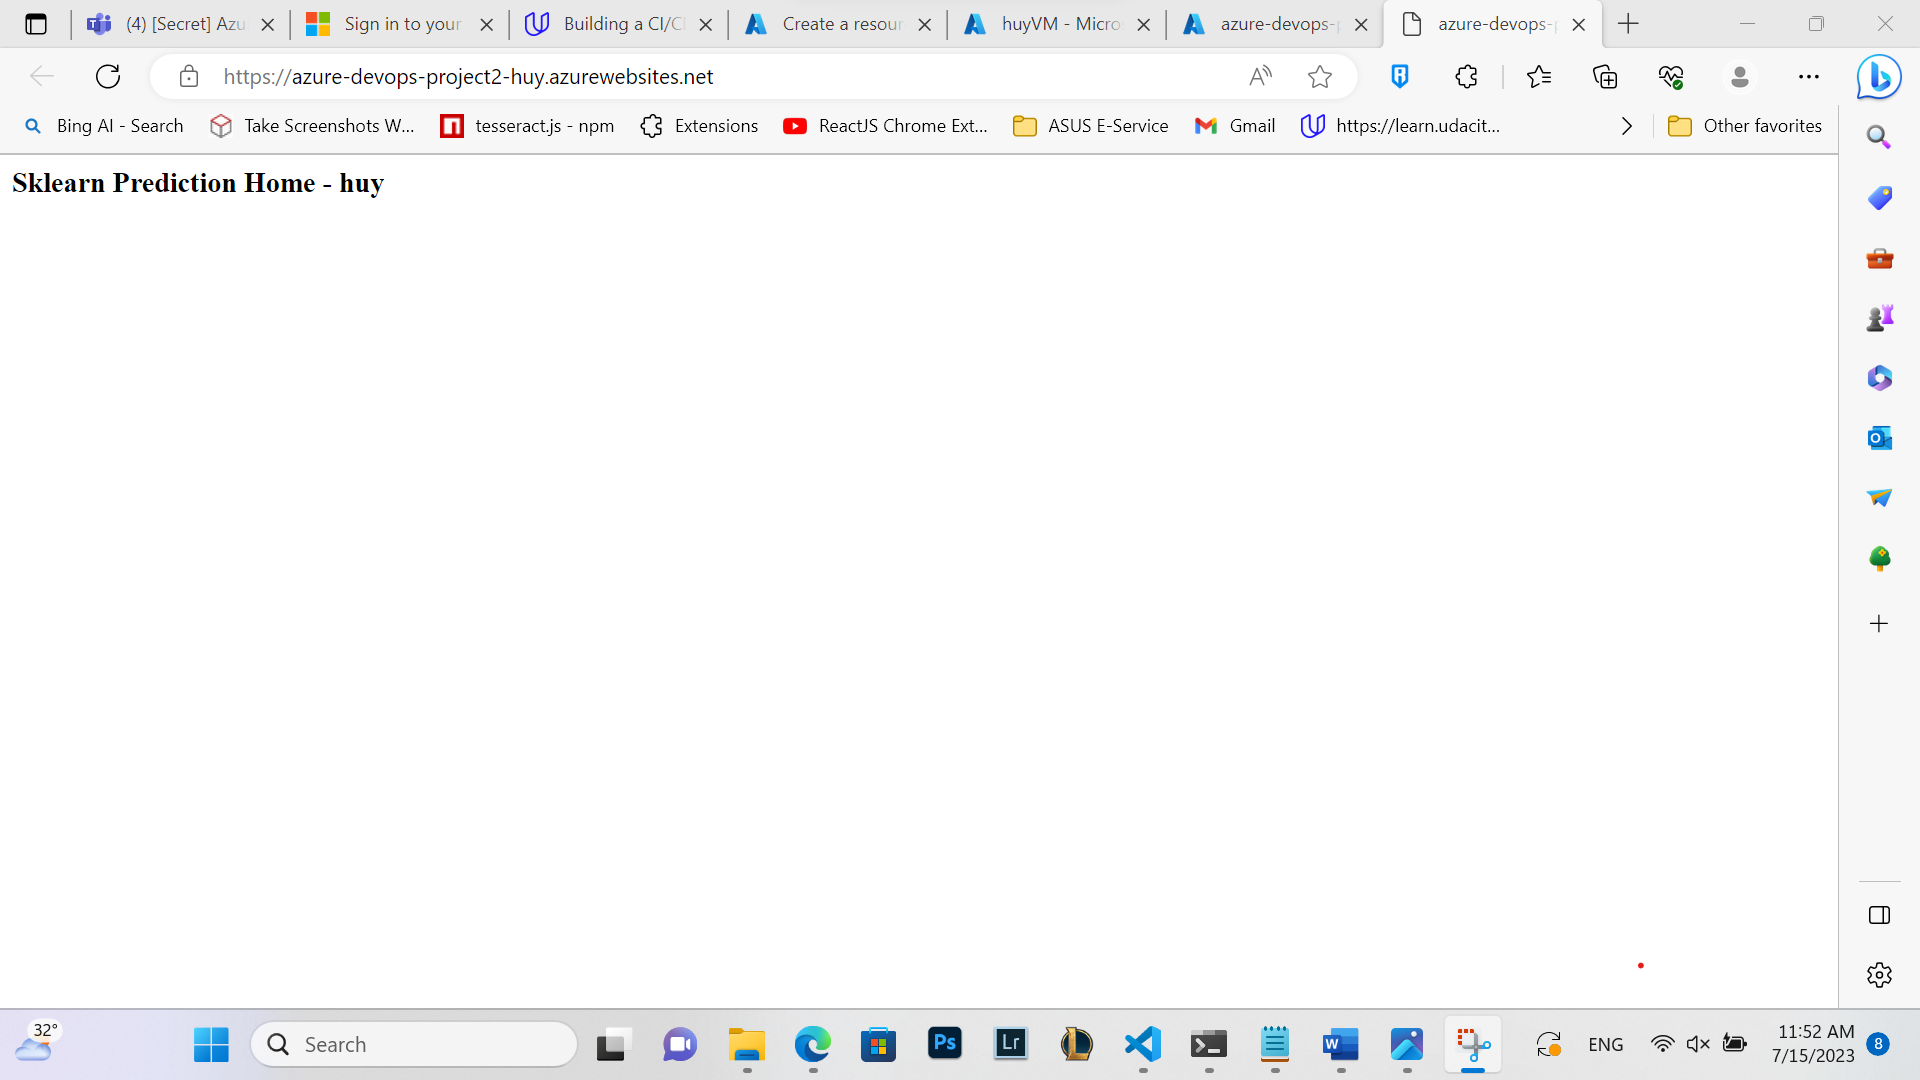 (4) [Secret] Azu
Sign in to your
Building a CI/CD
Create a resour
huyVM - Micros
azure-devops-p
azure-devops-p
https://azure-devops-project2-huy.azurewebsites.net
Bing AI - Search
Take Screenshots W...
tesseract.js - npm
Extensions
ReactJS Chrome Ext...
ASUS E-Service
Gmail
https://learn.udacit...
Other favorites
Sklearn Prediction Home - huy
32°
Search
Ps
Lr
ENG
11:52 AM
7/15/2023
8